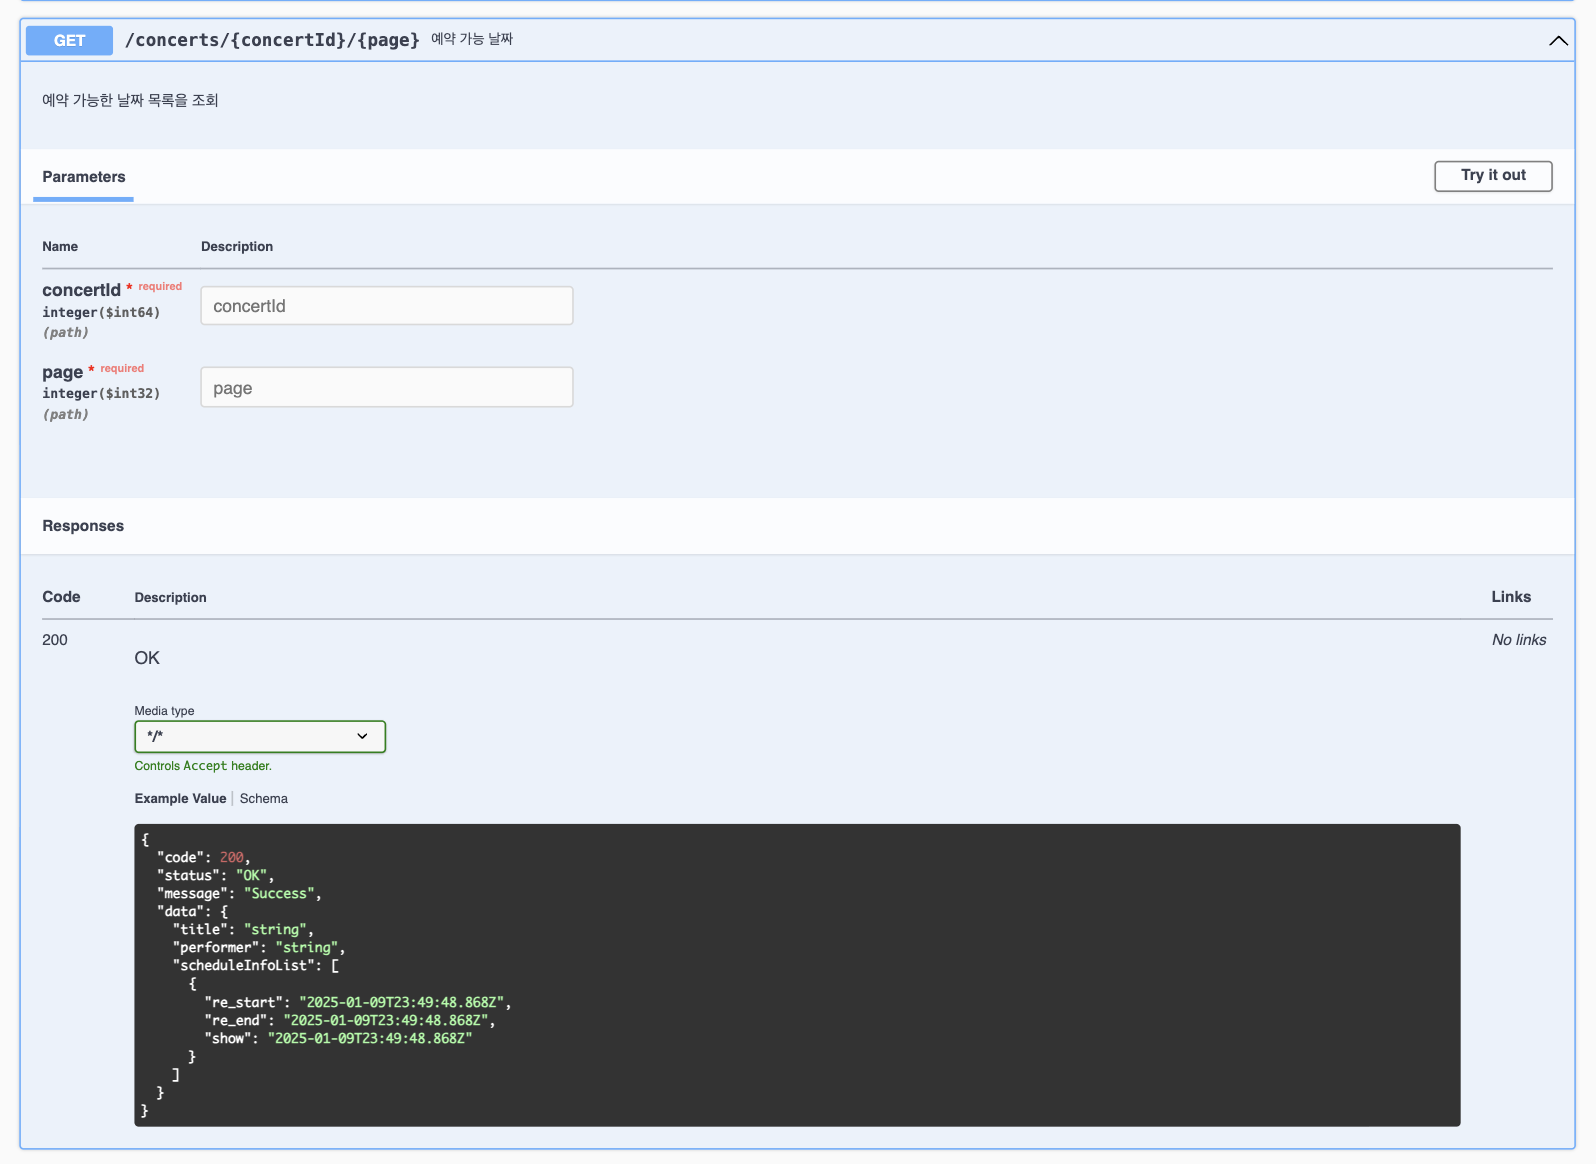 GET /concerts/{concertId}/{page} 예약 가능 날짜
예약 가능한 날짜 목록을 조회
Parameters
Try it out
Name Description
concertId * required
integer($int64)
(path)
concertId
page * required
integer($int32)
(path)
page
Responses
Code Description Links
200
OK
No links
Media type
*/*
Controls Accept header.
Example Value Schema
{
  "code": 200,
  "status": "OK",
  "message": "Success",
  "data": {
    "title": "string",
    "performer": "string",
    "scheduleInfoList": [
      {
        "re_start": "2025-01-09T23:49:48.868Z",
        "re_end": "2025-01-09T23:49:48.868Z",
        "show": "2025-01-09T23:49:48.868Z"
      }
    ]
  }
}